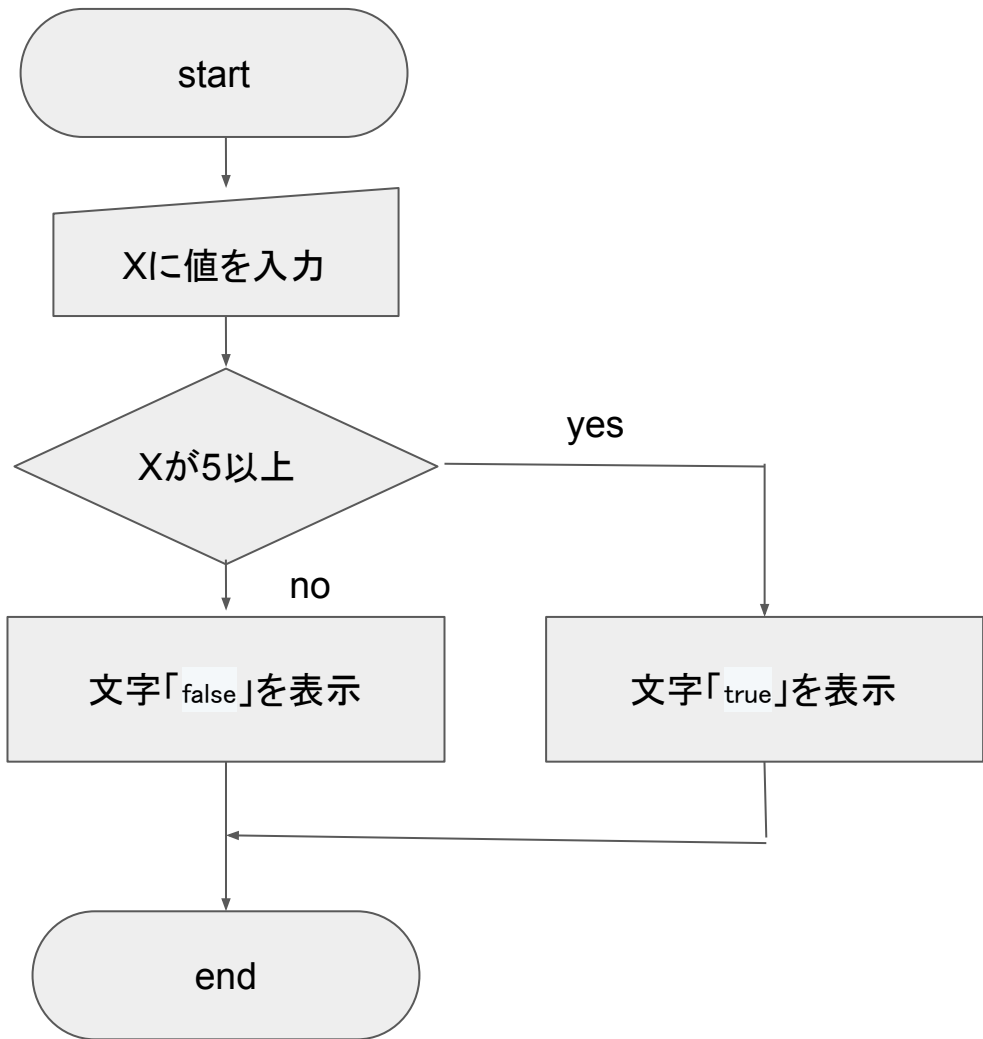 start
Xに値を入力
Xが5以上
yes
no
文字「false」を表示
文字「true」を表示
end